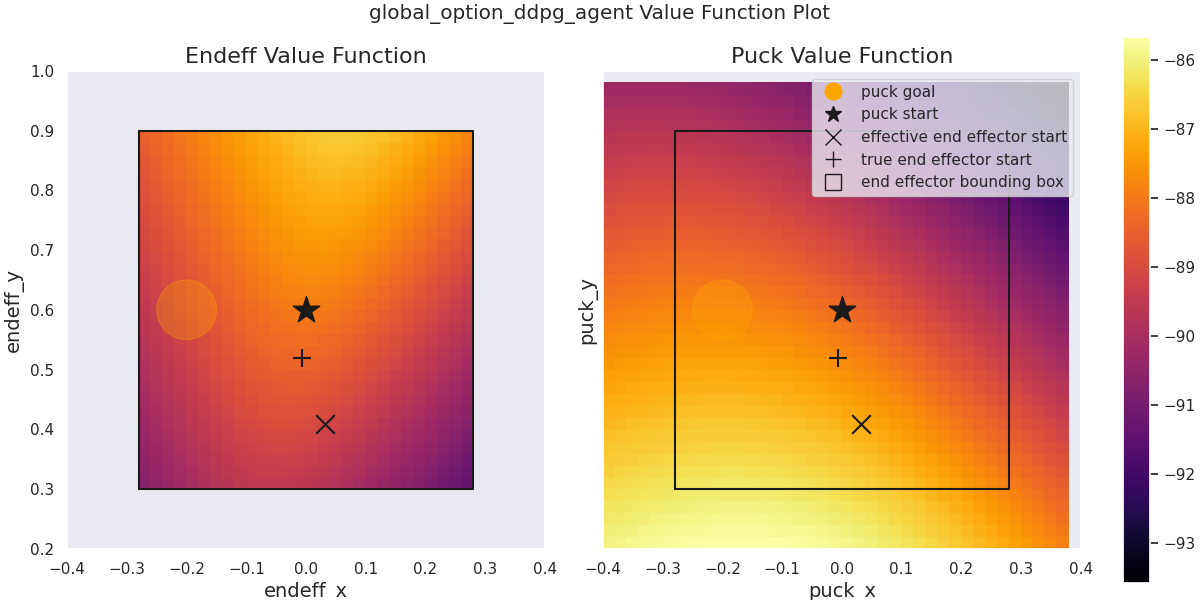 global_option_ddpg_agent Value Function Plot
Endeff Value Function
Puck Value Function
1.0
0.9
0.8
0.7
0.6
0.5
0.4
0.3
0.2
endeff_y
−0.4 −0.3 −0.2 −0.1 0.0 0.1 0.2 0.3 0.4
endeff_x
puck_y
puck goal
puck start
effective end effector start
true end effector start
end effector bounding box
−0.4 −0.3 −0.2 −0.1 0.0 0.1 0.2 0.3 0.4
puck_x
−86
−87
−88
−89
−90
−91
−92
−93